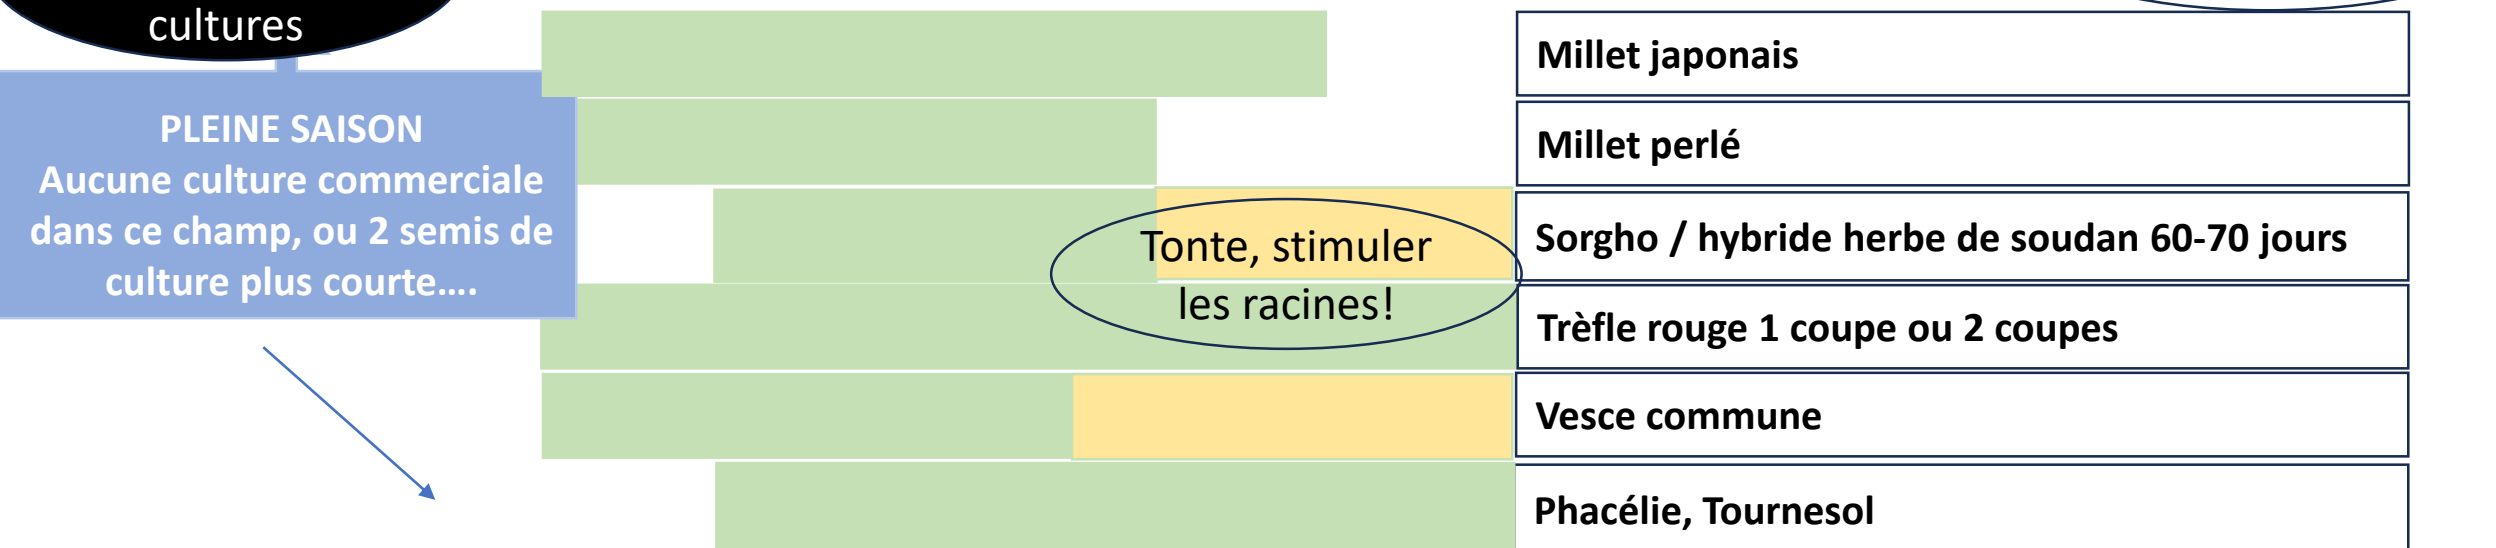 cultures
PLEINE SAISON
Aucune culture commerciale
dans ce champ, ou 2 semis de
culture plus courte....
Tonte, stimuler
les racines!
Millet japonais
Millet perlé
Sorgho / hybride herbe de soudan 60-70 jours
Trèfle rouge 1 coupe ou 2 coupes
Vesce commune
Phacélie, Tournesol